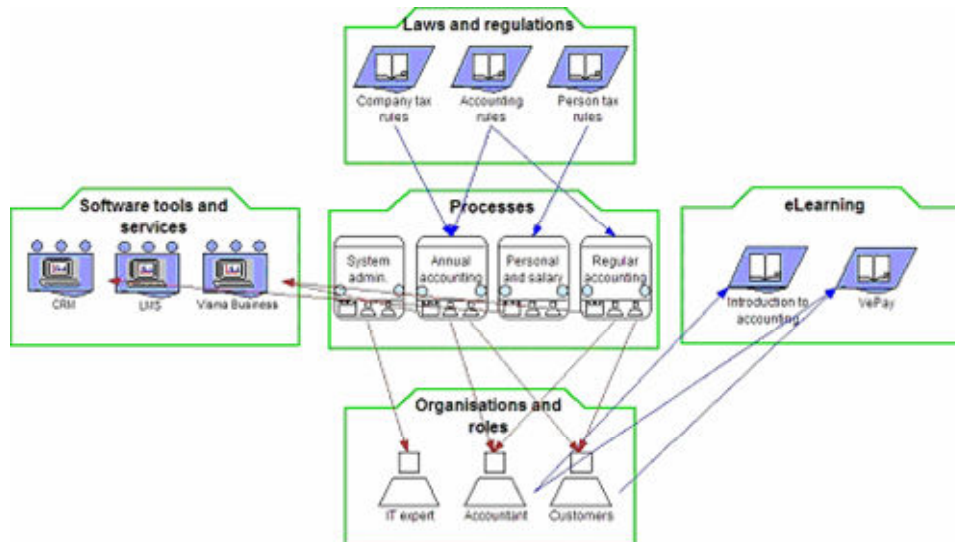 Laws and regulations
Company tax
rules
Accounting
rules
Person tax
rules
Software tools and
services
CRM
LMS
Visma Business
Processes
System
admin.
Annual
accounting
Personal
and salary
Regular
accounting
eLearning
Introduction to
accounting
VePay
Organisations and
roles
IT expert
Accountant
Customers